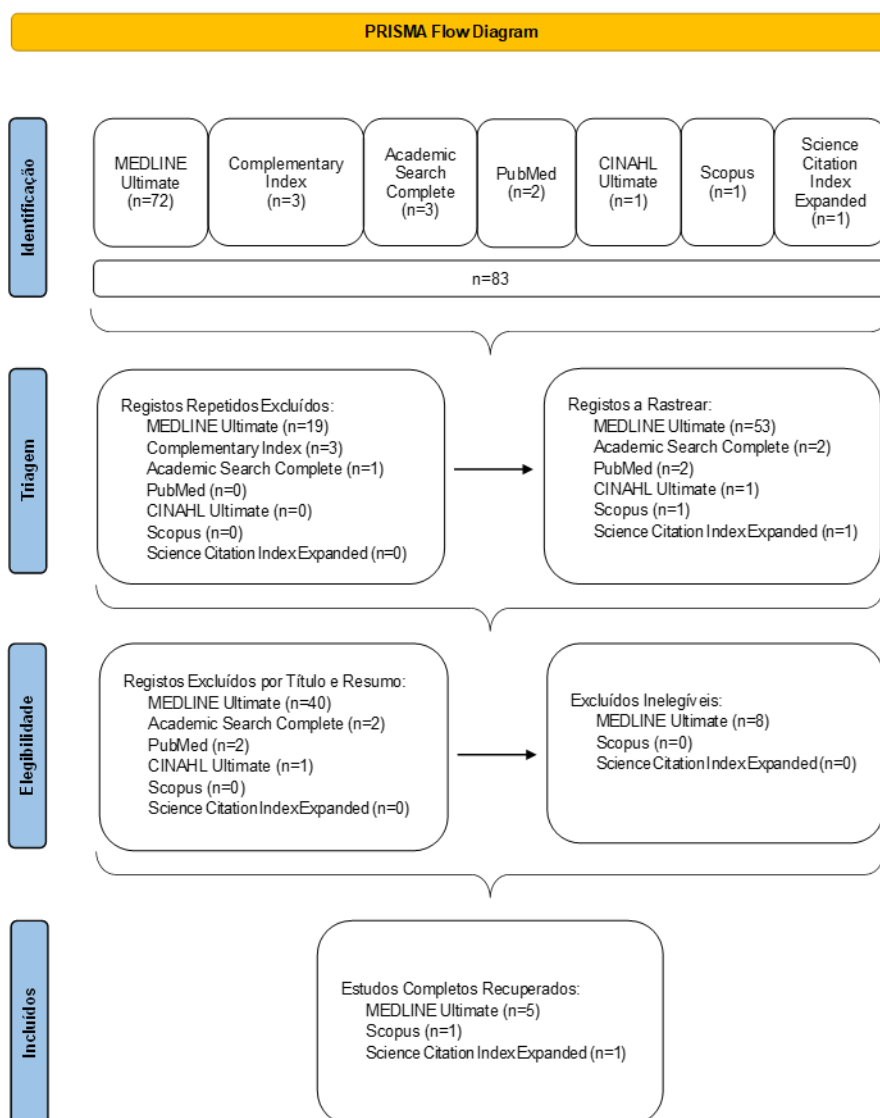 PRISMA Flow Diagram
Identificação
MEDLINE
Ultimate
(n=72)
Complementary
Index
(n=3)
Academic
Search
Complete
(n=3)
PubMed
(n=2)
CINAHL
Ultimate
(n=1)
Scopus
(n=1)
Science
Citation
Index
Expanded
(n=1)
n=83
Triagem
Registos Repetidos Excluídos:
MEDLINE Ultimate (n=19)
Complementary Index (n=3)
Academic Search Complete (n=1)
PubMed (n=0)
CINAHL Ultimate (n=0)
Scopus (n=0)
Science Citation Index Expanded (n=0)
Registos a Rastrear:
MEDLINE Ultimate (n=53)
Academic Search Complete (n=2)
PubMed (n=2)
CINAHL Ultimate (n=1)
Scopus (n=1)
Science Citation Index Expanded (n=1)
Elegibilidade
Registos Excluídos por Título e Resumo:
MEDLINE Ultimate (n=40)
Academic Search Complete (n=2)
PubMed (n=2)
CINAHL Ultimate (n=1)
Scopus (n=0)
Science Citation Index Expanded (n=0)
Excluídos Inelegíveis:
MEDLINE Ultimate (n=8)
Scopus (n=0)
Science Citation Index Expanded (n=0)
Incluídos
Estudos Completos Recuperados:
MEDLINE Ultimate (n=5)
Scopus (n=1)
Science Citation Index Expanded (n=1)